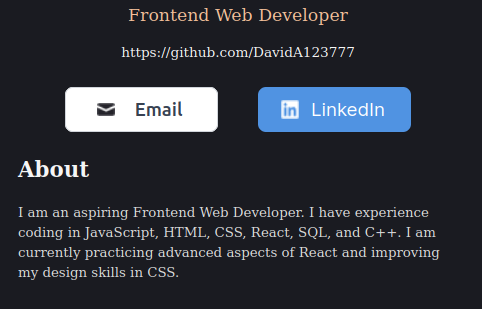 Frontend Web Developer
https://github.com/DavidA123777
Email
LinkedIn
About
I am an aspiring Frontend Web Developer. I have experience
coding in JavaScript, HTML, CSS, React, SQL, and C++. I am
currently practicing advanced aspects of React and improving
my design skills in CSS.